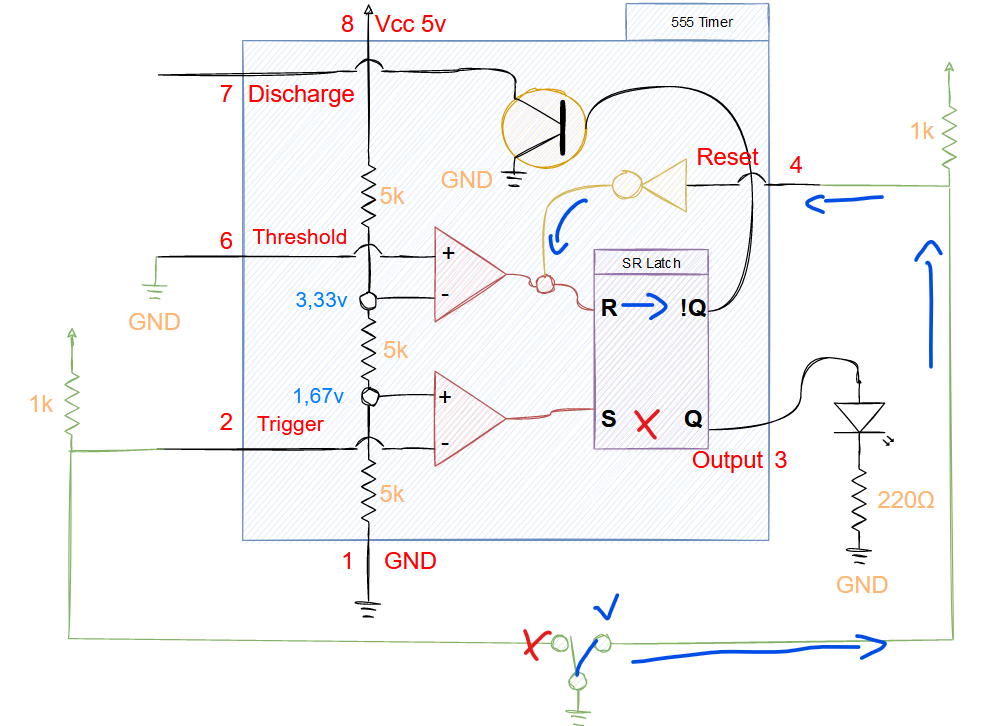 8 Vcc 5v
555 Timer
7 Discharge
1k
Reset
4
GND
5k
6 Threshold
SR Latch
+
3,33v
-
R
!Q
GND
5k
1,67v
+
1k
2 Trigger
S
Q
-
Output 3
5k
220Ω
1 GND
GND